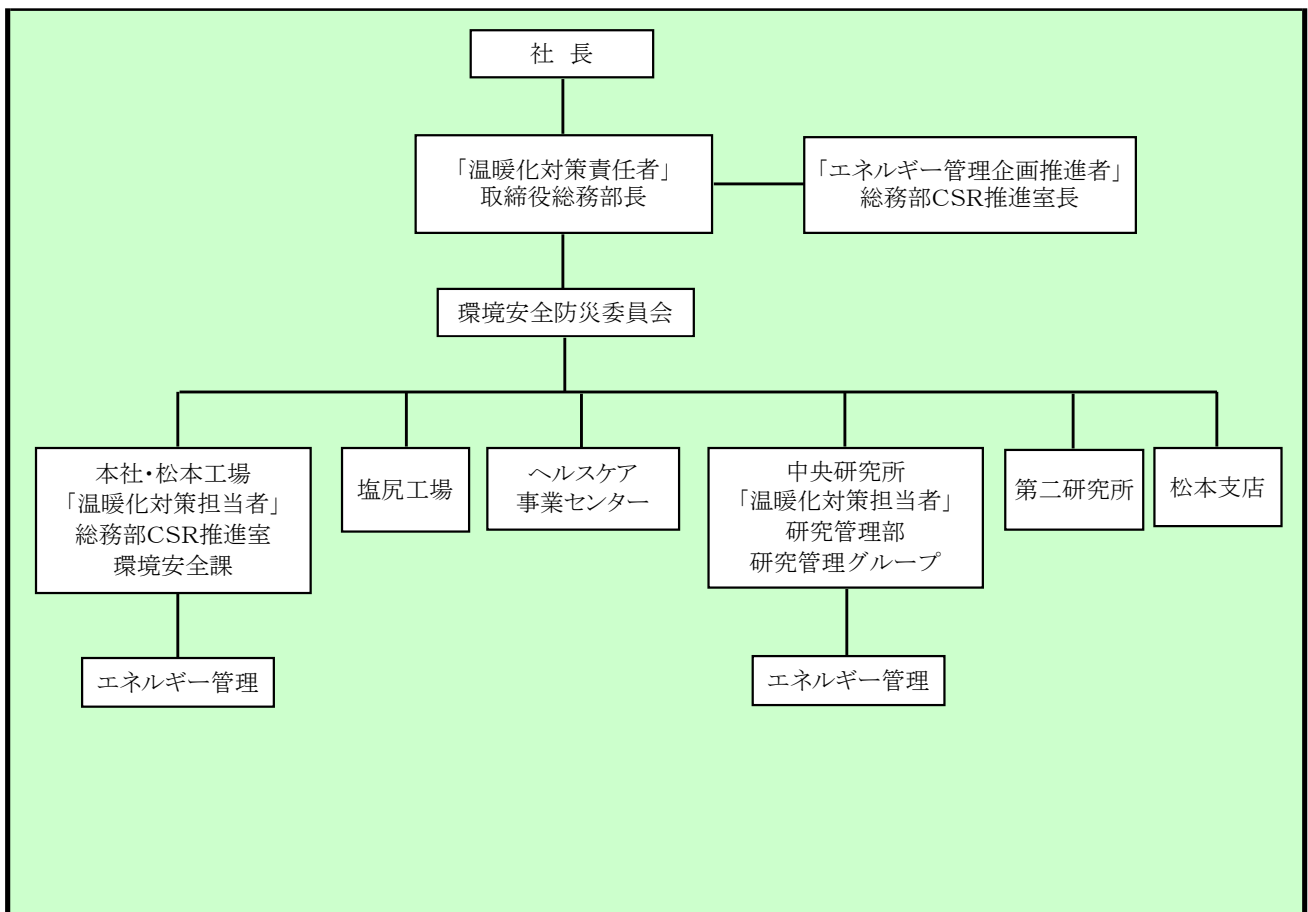 社 長
「温暖化対策責任者」
取締役総務部長
「エネルギー管理企画推進者」
総務部CSR推進室長
環境安全防災委員会
本社・松本工場
「温暖化対策担当者」
総務部CSR推進室
環境安全課
塩尻工場
ヘルスケア
事業センター
中央研究所
「温暖化対策担当者」
研究管理部
研究管理グループ
第二研究所
松本支店
エネルギー管理
エネルギー管理